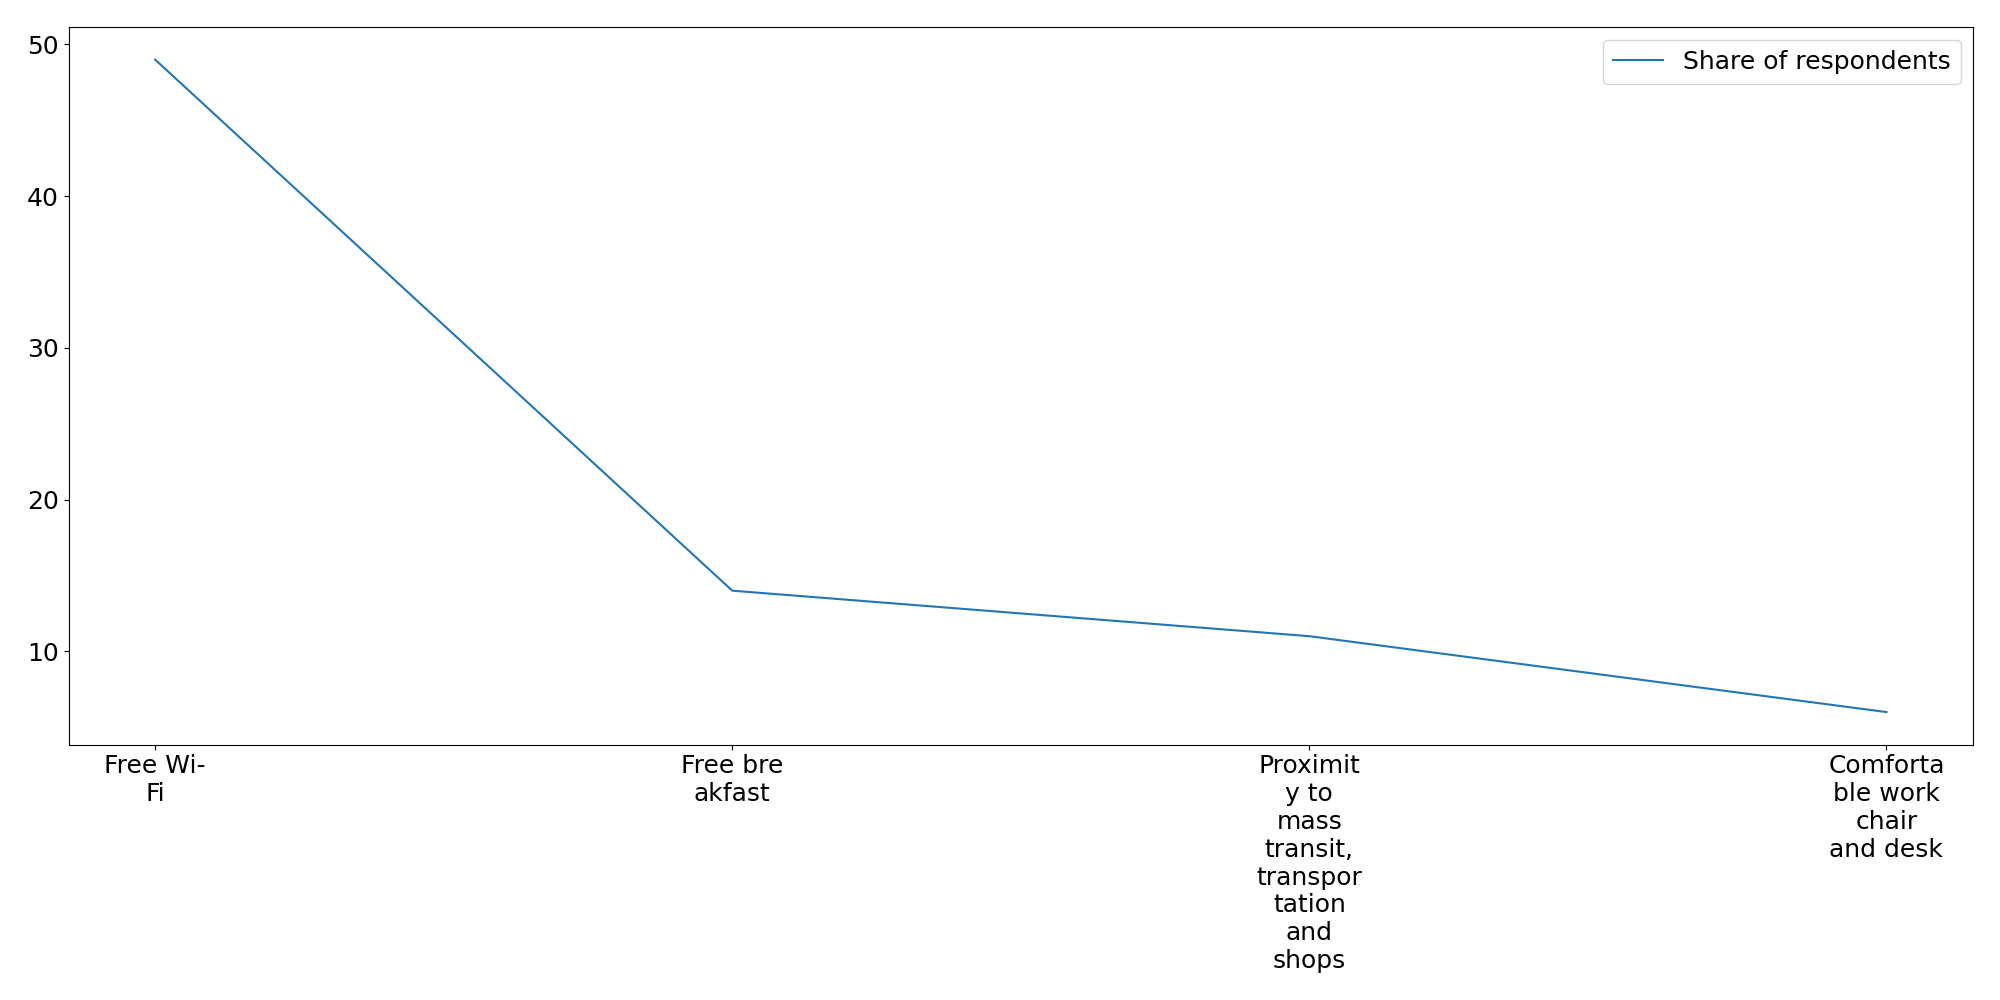 50
40
30
20
10
Share of respondents
Free Wi-
Fi
Free bre
akfast
Proximit
y to
mass
transit,
transpor
tation
and
shops
Comforta
ble work
chair
and desk